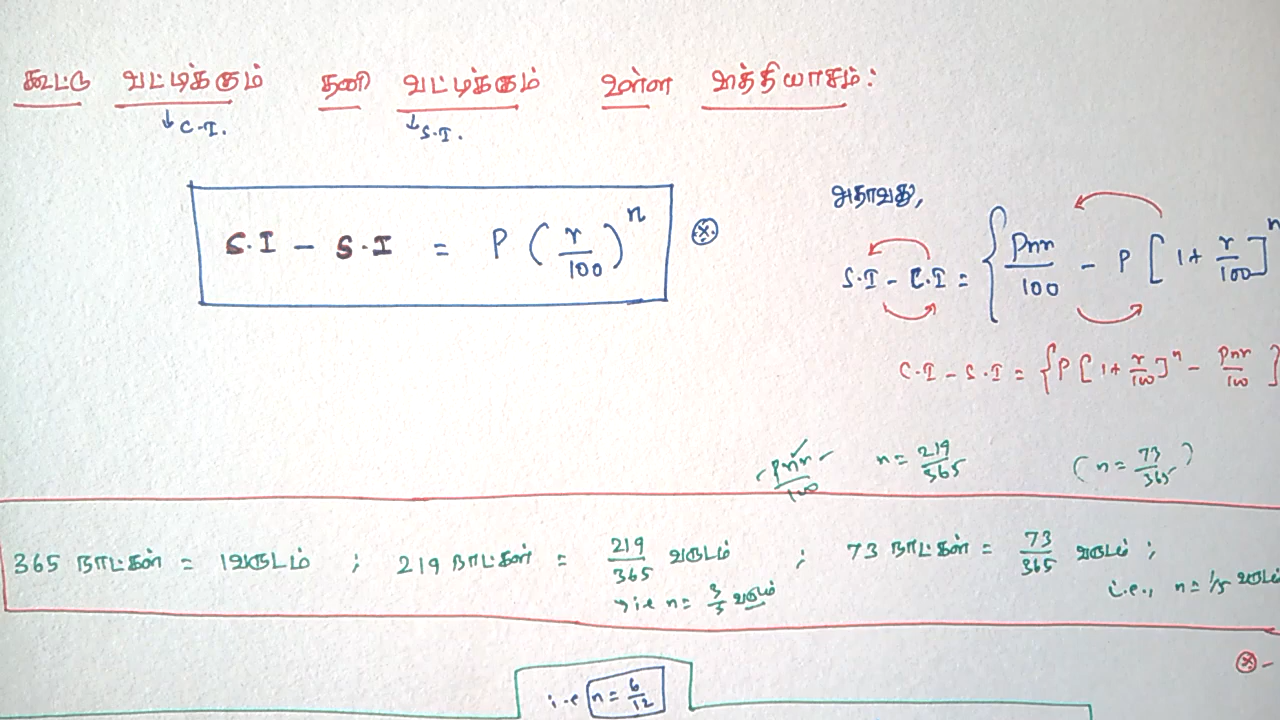 கூட்டு வட்டிக்கும் தனி வட்டிக்கும் உள்ள வித்தியாசம்:
↓ C.I. ↓ S.I.
S.I - S.I = P (r/100)^n ⊗
அதாவது,
S.I - C.I = { Pnr/100 - P [1+ r/100]^n
C.I - S.I = {P [1+ r/100]^n - Pnr/100 }
Pnr/100 ✓ n = 219/365 (n = 73/365)
365 நாட்கள் = 1வருடம் ; 219 நாட்கள் = 219/365 வருடம் ; 73 நாட்கள் = 73/365 வருடம் ;
→ i.e n = 3/5 வருடம் i.e., n = 1/5
⊗ -
i.e n = 6/12